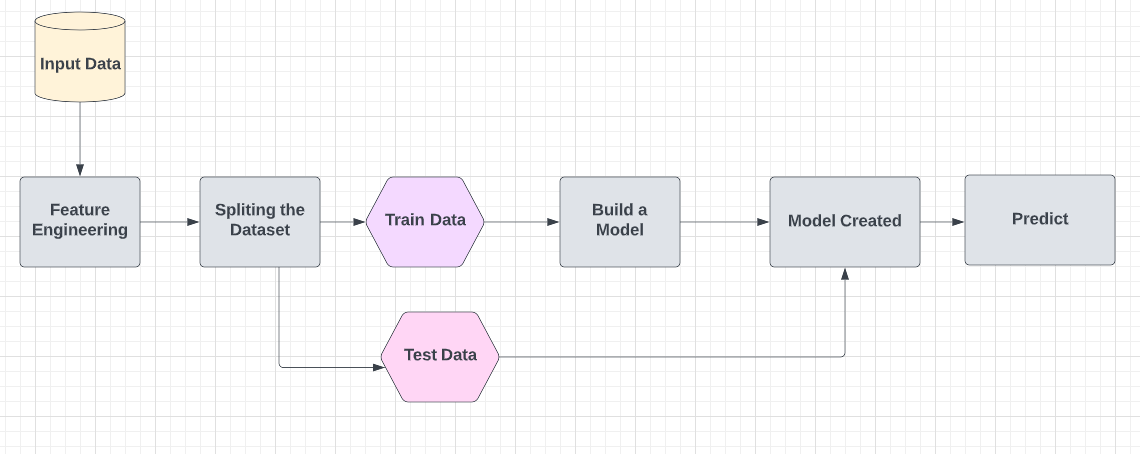 Input Data
Feature
Engineering
Spliting the
Dataset
Train Data
Build a
Model
Model Created
Predict
Test Data